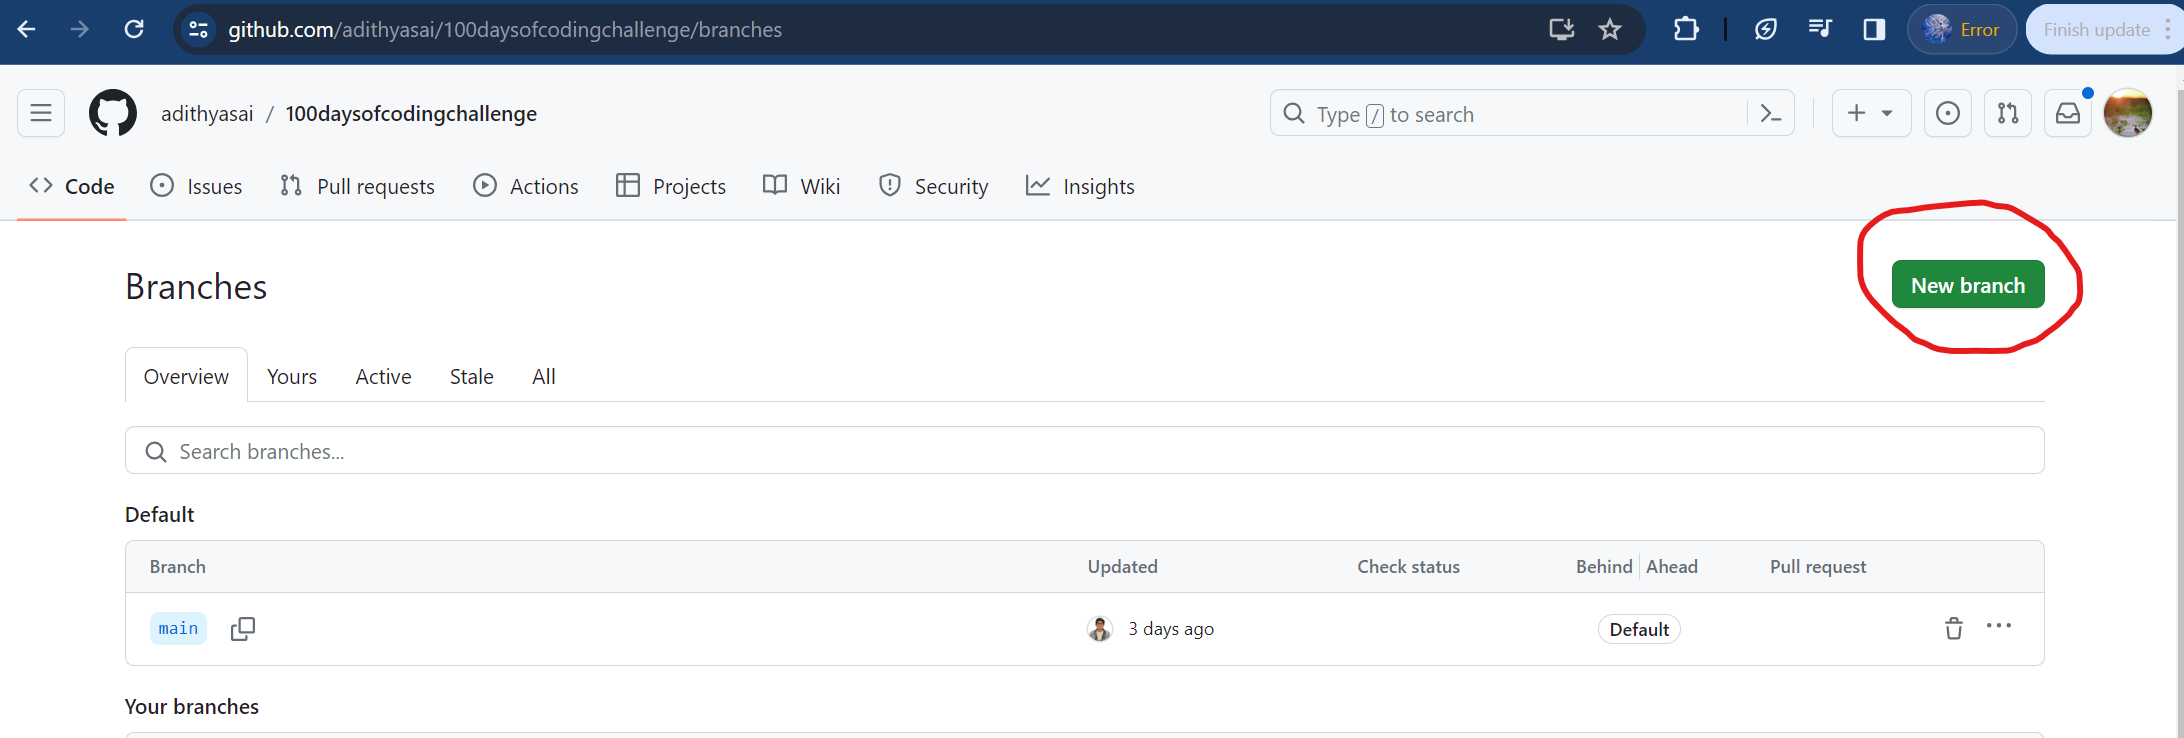 github.com/adithyasai/100daysofcodingchallenge/branches Error Finish update
adithyasai / 100daysofcodingchallenge Type / to search
Code Issues Pull requests Actions Projects Wiki Security Insights
Branches New branch
Overview Yours Active Stale All
Search branches...
Default
Branch Updated Check status Behind Ahead Pull request
main 3 days ago Default
Your branches